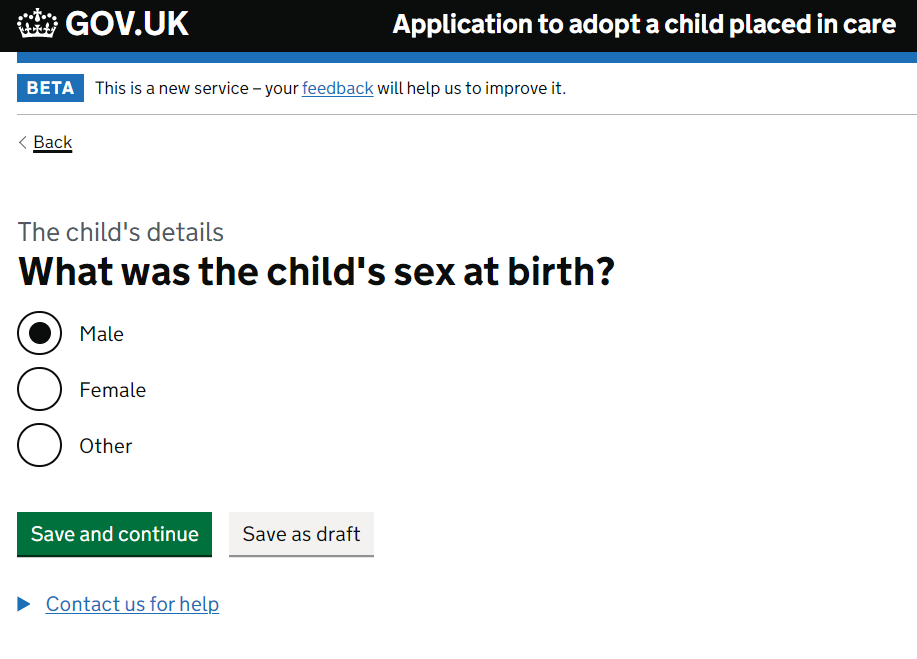 GOV.UK
Application to adopt a child placed in care
BETA This is a new service – your feedback will help us to improve it.
Back
The child's details
What was the child's sex at birth?
Male
Female
Other
Save and continue Save as draft
Contact us for help